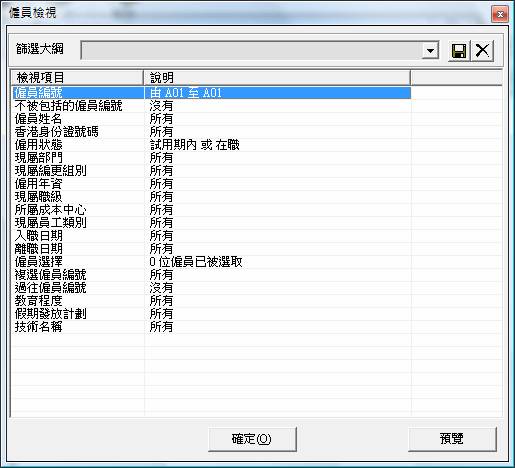 僱員檢視
篩選大綱
檢視項目 說明
僱員編號 由 A01 至 A01
不被包括的僱員編號 沒有
僱員姓名 所有
香港身份證號碼 所有
僱用狀態 試用期內 或 在職
現屬部門 所有
現屬編更組別 所有
僱用年資 所有
現屬職級 所有
所屬成本中心 所有
現屬員工類別 所有
入職日期 所有
離職日期 所有
僱員選擇 0 位僱員已被選取
複選僱員編號 所有
過往僱員編號 沒有
教育程度 所有
假期發放計劃 所有
技術名稱 所有
確定(O) 預覽